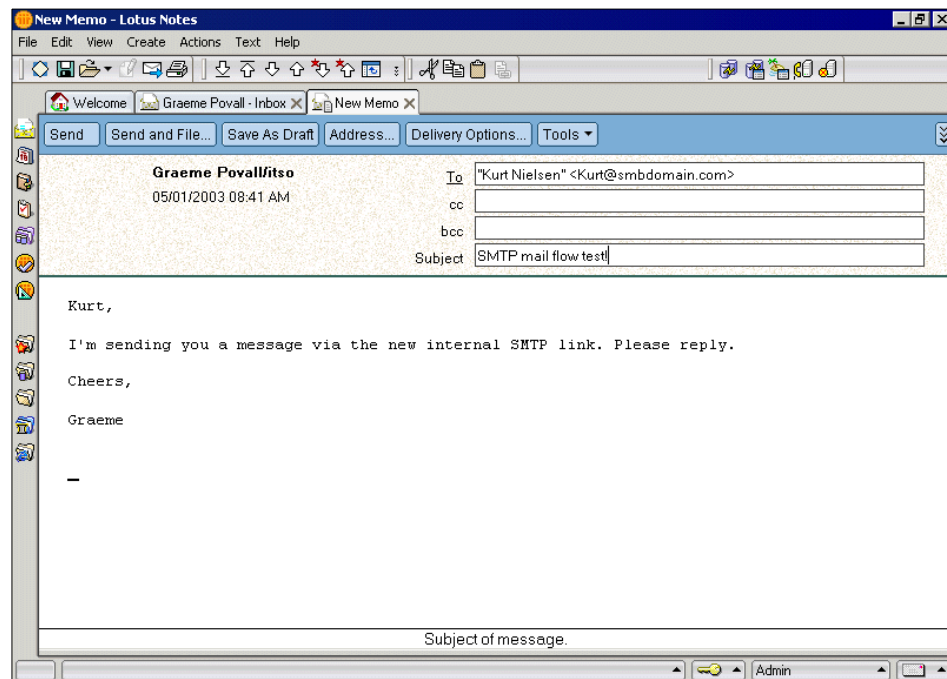 New Memo - Lotus Notes
File Edit View Create Actions Text Help
Welcome Graeme Povall - Inbox New Memo
Send Send and File... Save As Draft Address... Delivery Options... Tools
Graeme Povall/itso
05/01/2003 08:41 AM
To "Kurt Nielsen" <Kurt@smbdomain.com>
cc
bcc
Subject SMTP mail flow test!
Kurt,
I'm sending you a message via the new internal SMTP link. Please reply.
Cheers,
Graeme
Subject of message.
Admin